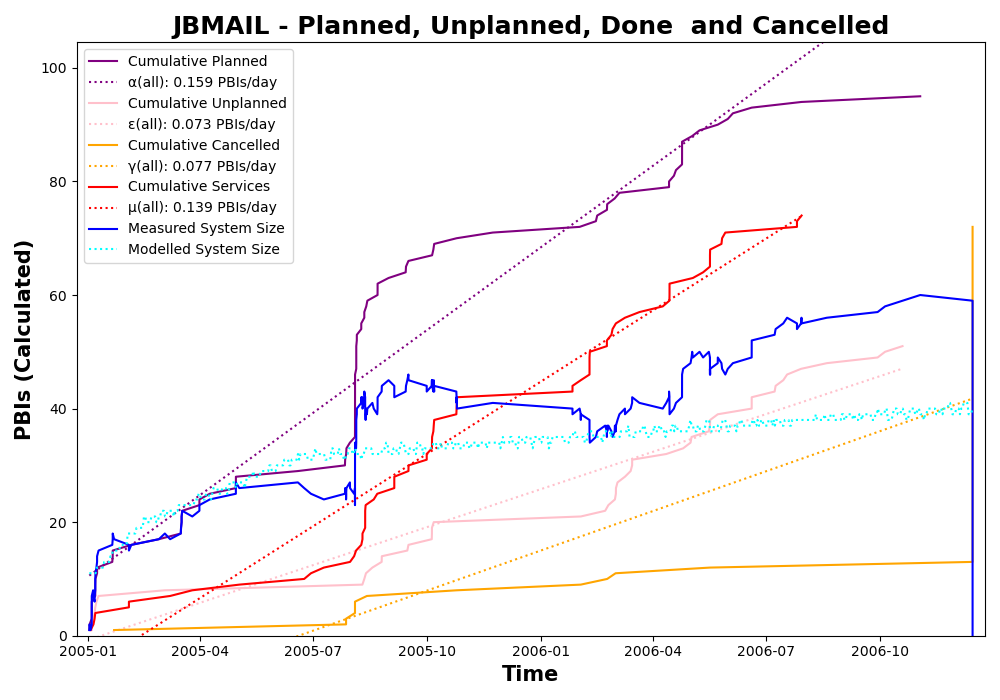 JBMAIL - Planned, Unplanned, Done  and Cancelled
Cumulative Planned
α(all): 0.159 PBIs/day
Cumulative Unplanned
ε(all): 0.073 PBIs/day
Cumulative Cancelled
γ(all): 0.077 PBIs/day
Cumulative Services
μ(all): 0.139 PBIs/day
Measured System Size
Modelled System Size
PBIs (Calculated)
100
80
60
40
20
0
2005-01 2005-04 2005-07 2005-10 2006-01 2006-04 2006-07 2006-10
Time